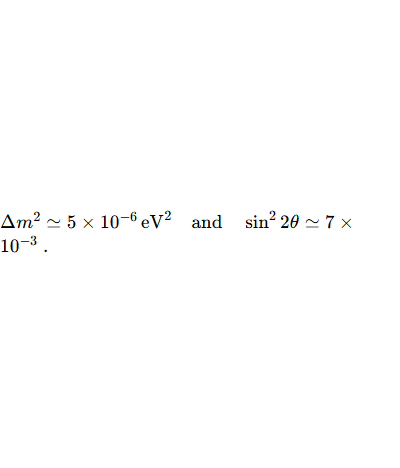 Δm² ≃ 5 × 10⁻⁶ eV² and sin² 2θ ≃ 7 ×
10⁻³ .